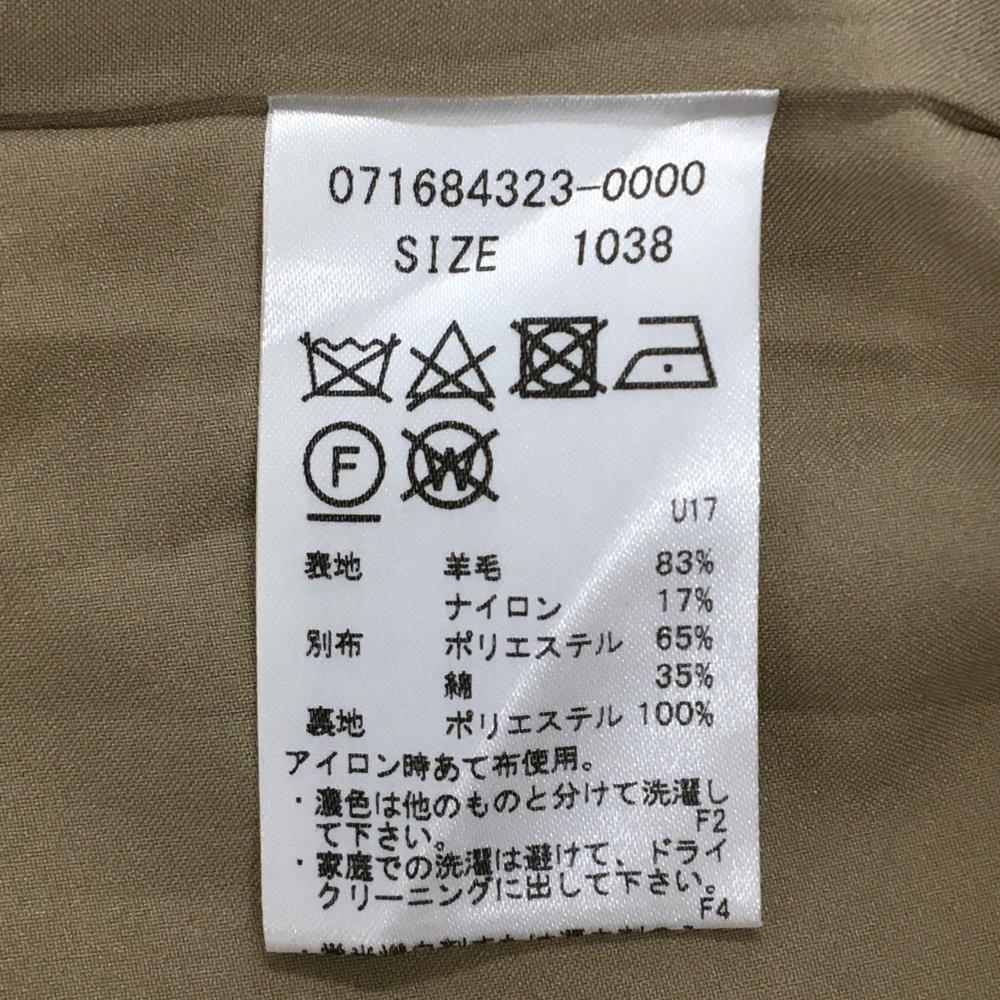 071684323-0000
SIZE 1038
F W
U17
表地 羊毛 83%
ナイロン 17%
別布 ポリエステル 65%
綿 35%
裏地 ポリエステル 100%
アイロン時あて布使用。
・濃色は他のものと分けて洗濯し
て下さい。 F2
・家庭での洗濯は避けて、ドライ
クリーニングに出して下さい。
F4